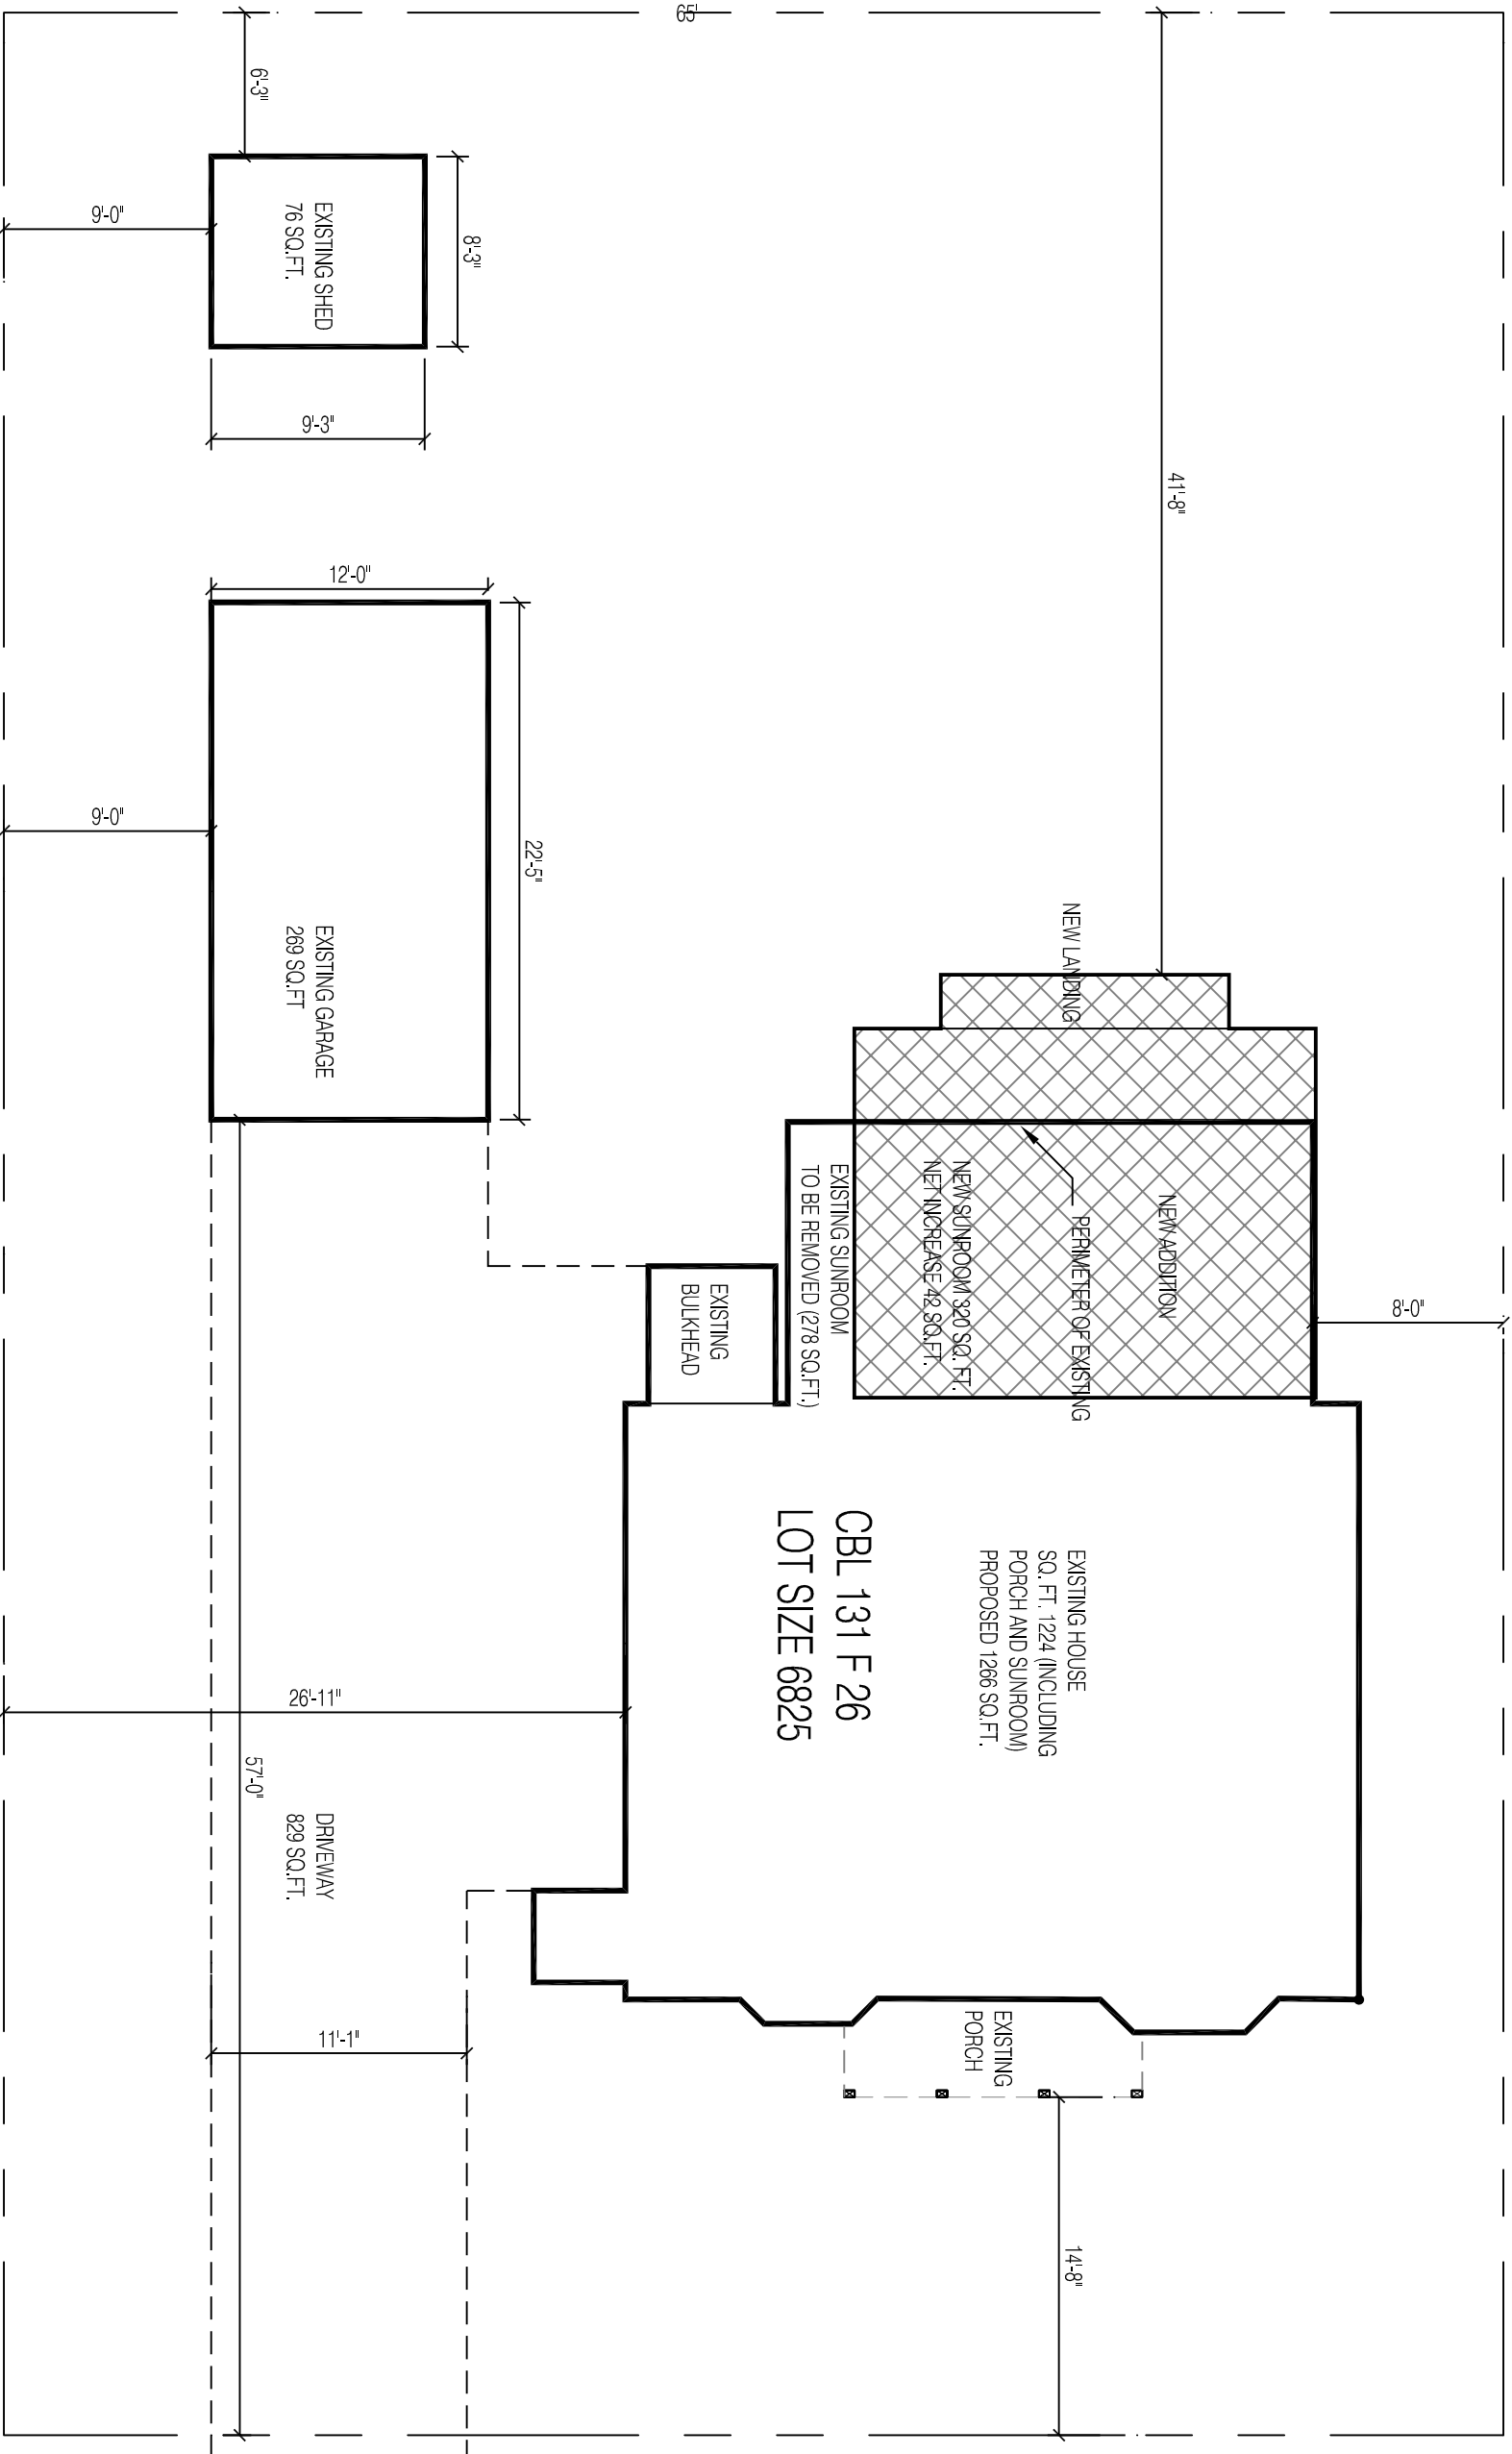 65'
6'-3"
9'-0"
EXISTING SHED
76 SQ.FT.
8'-3"
9'-3"
41'-8"
12'-0"
22'-5"
9'-0"
EXISTING GARAGE
269 SQ.FT
NEW LANDING
NEW ADDITION
PERIMETER OF EXISTING
NEW SUNROOM 320 SQ. FT.
NET INCREASE 42 SQ.FT.
EXISTING SUNROOM
TO BE REMOVED (278 SQ.FT.)
8'-0"
EXISTING
BULKHEAD
CBL 131 F 26
LOT SIZE 6825
EXISTING HOUSE
SQ. FT. 1224 (INCLUDING
PORCH AND SUNROOM)
PROPOSED 1266 SQ.FT.
26'-11"
57'-0"
DRIVEWAY
829 SQ.FT.
11'-1"
EXISTING
PORCH
14'-8"